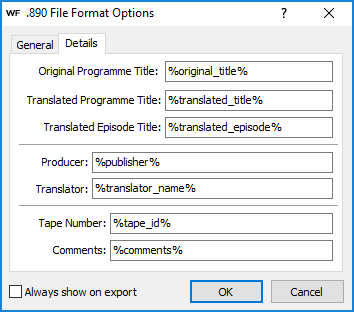 WF .890 File Format Options ? ×
General Details
Original Programme Title: %original_title%
Translated Programme Title: %translated_title%
Translated Episode Title: %translated_episode%
Producer: %publisher%
Translator: %translator_name%
Tape Number: %tape_id%
Comments: %comments%
Always show on export OK Cancel